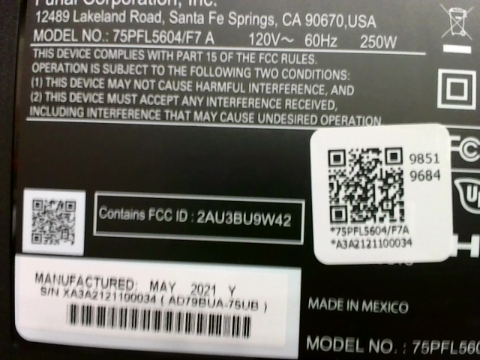 Funai Corporation, Inc.
12489 Lakeland Road, Santa Fe Springs, CA 90670,USA
MODEL NO.: 75PFL5604/F7 A 120V~ 60Hz 250W
THIS DEVICE COMPLIES WITH PART 15 OF THE FCC RULES.
OPERATION IS SUBJECT TO THE FOLLOWING TWO CONDITIONS:
(1) THIS DEVICE MAY NOT CAUSE HARMFUL INTERFERENCE, AND
(2) THIS DEVICE MUST ACCEPT ANY INTERFERENCE RECEIVED,
INCLUDING INTERFERENCE THAT MAY CAUSE UNDESIRED OPERATION.
9851
9684
*75PFL5604/F7A
*A3A2121100034
FC
Contains FCC ID : 2AU3BU9W42
MANUFACTURED: MAY 2021 Y
S/N XA3A2121100034 ( AD79BUA-75UB )
MADE IN MEXICO
MODEL NO. : 75PFL560